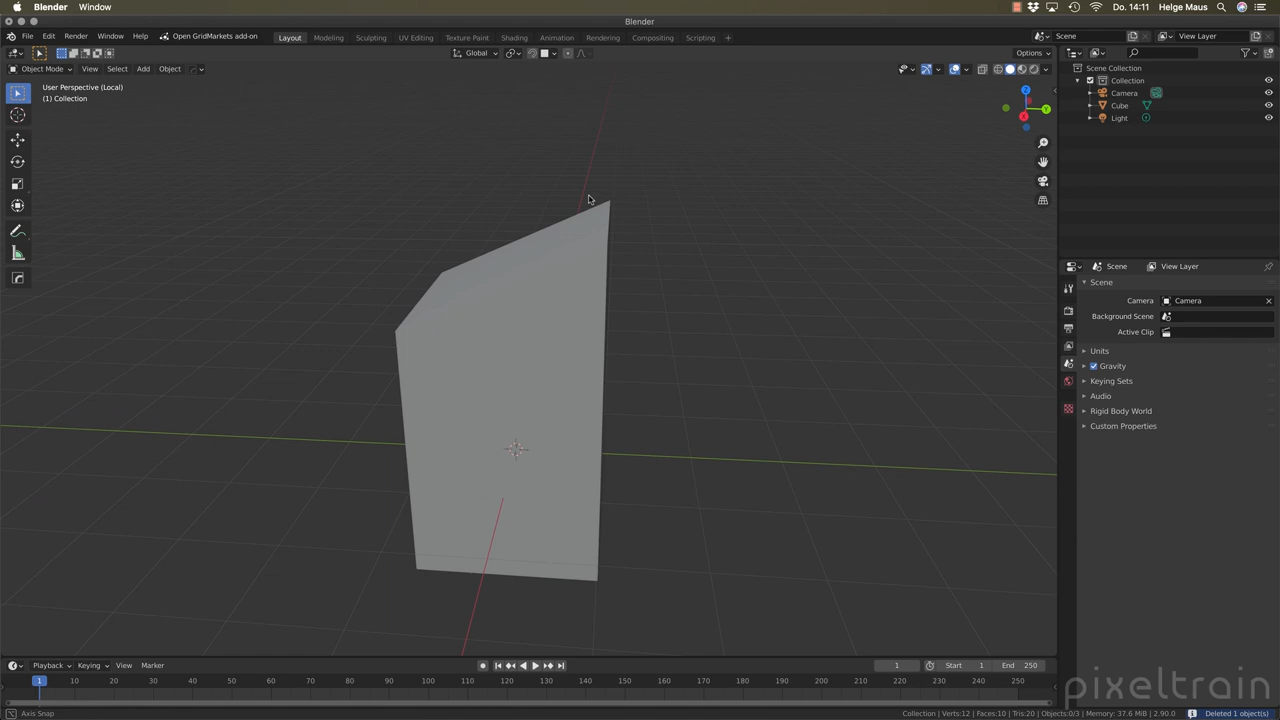 Blender Window Do. 14:11 Helge Maus
Blender
File Edit Render Window Help Open GridMarkets add-on Layout Modeling Sculpting UV Editing Texture Paint Shading Animation Rendering Compositing Scripting + Scene View Layer
Global Options
Object Mode View Select Add Object
Scene Collection
Collection
Camera
Cube
Light
User Perspective (Local)
(1) Collection
Z
Y
X
Scene View Layer
Scene
Camera Camera
Background Scene
Active Clip
Units
Gravity
Keying Sets
Audio
Rigid Body World
Custom Properties
Playback Keying View Marker 1 Start 1 End 250
1 10 20 30 40 50 60 70 80 90 100 110 120 130 140 150 160 170 180 190 200 210 220 230 240 250
pixeltrain
Axis Snap Collection | Verts:12 | Faces:10 | Tris:20 | Objects:0/3 | Memory: 37.6 MiB | 2.90.0 Deleted 1 object(s)